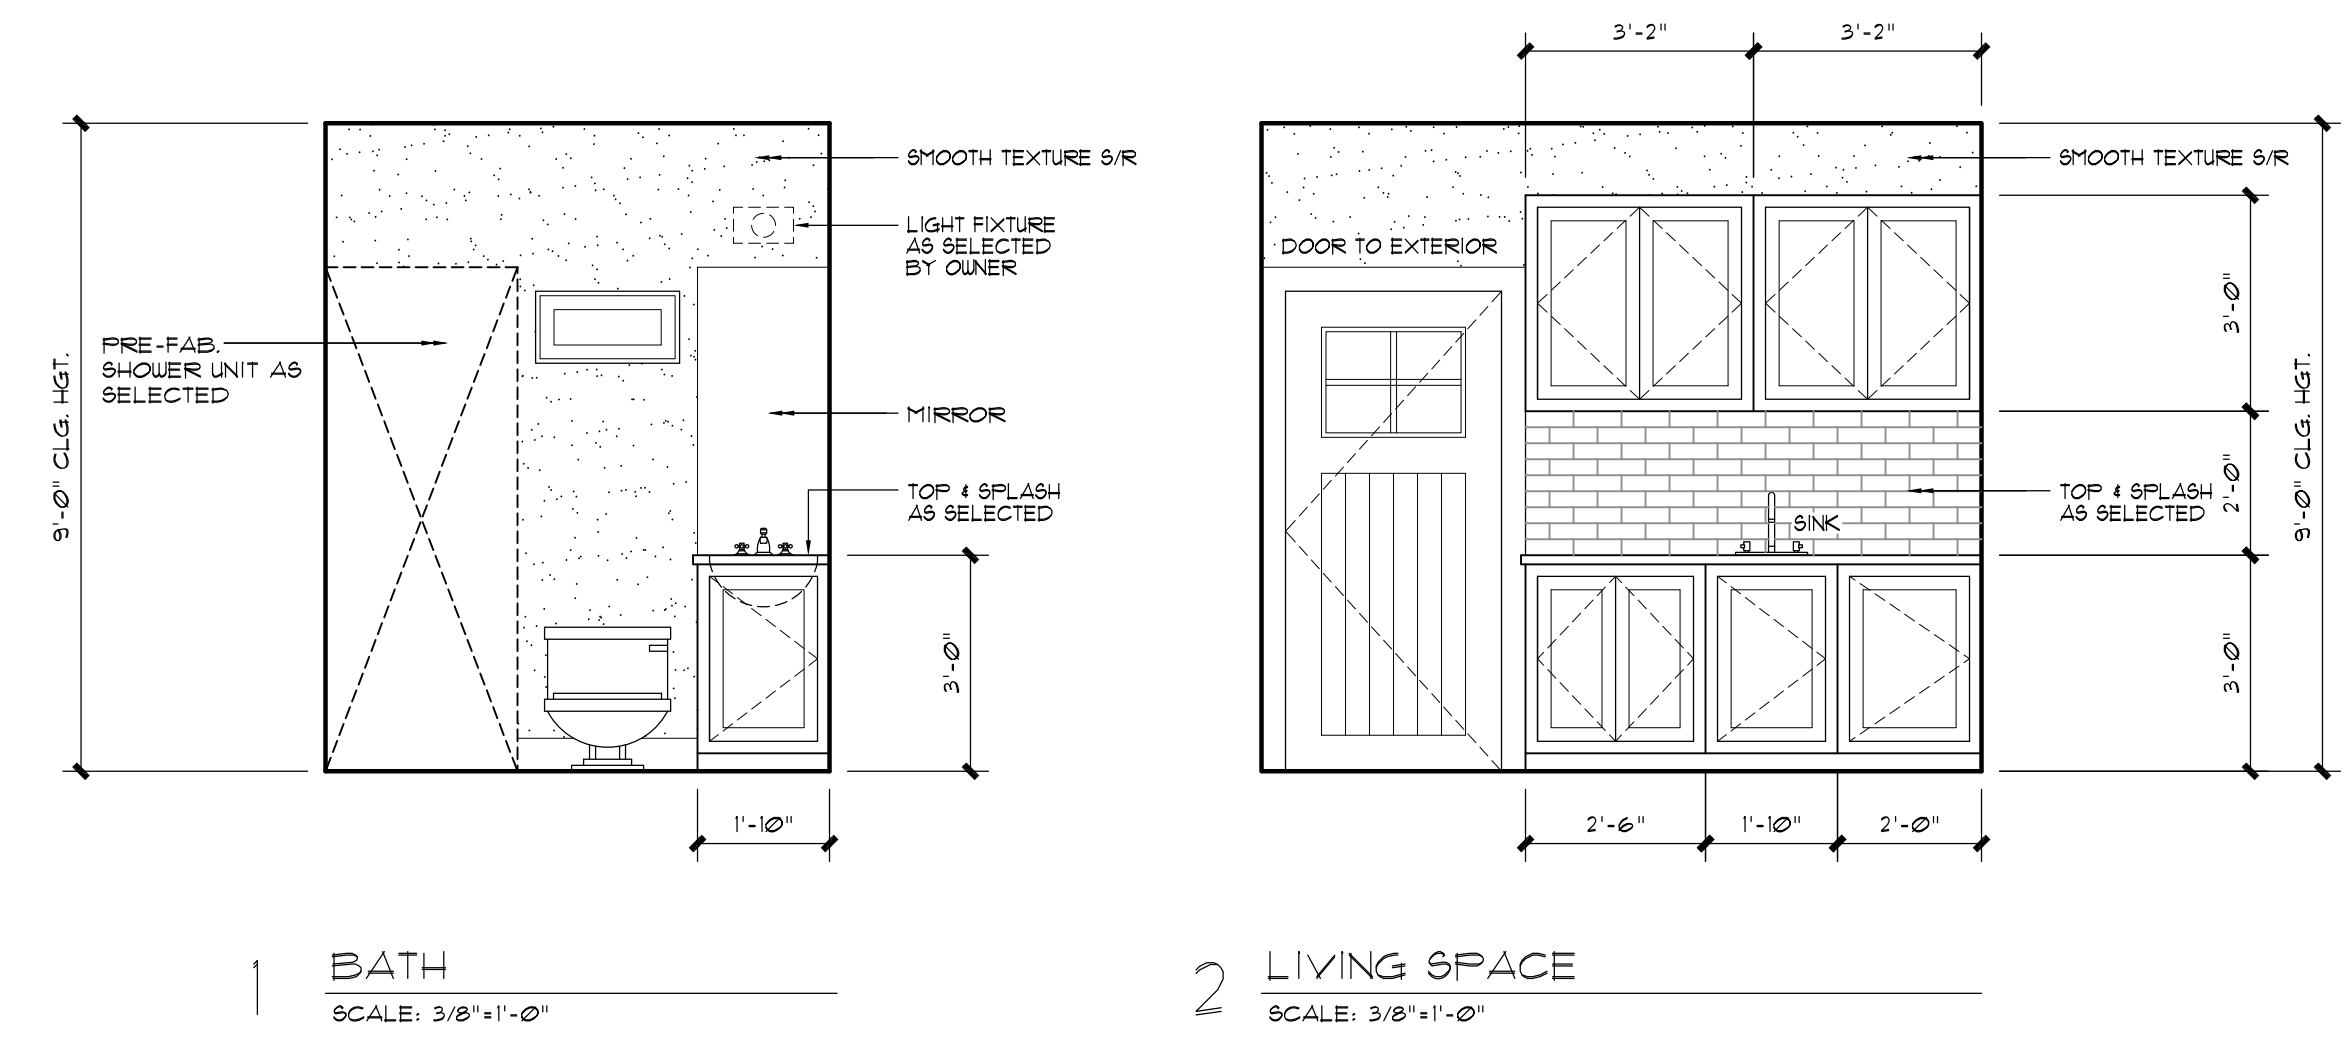 9'-0" CLG. HGT.
PRE-FAB.
SHOWER UNIT AS
SELECTED
SMOOTH TEXTURE S/R
LIGHT FIXTURE
AS SELECTED
BY OWNER
MIRROR
TOP & SPLASH
AS SELECTED
3'-0"
1'-10"
1
BATH
SCALE: 3/8"=1'-0"
3'-2"
3'-2"
SMOOTH TEXTURE S/R
DOOR TO EXTERIOR
3'-0"
TOP & SPLASH
AS SELECTED
2'-0"
SINK
3'-0"
9'-0" CLG. HGT.
2'-6"
1'-10"
2'-0"
2
LIVING SPACE
SCALE: 3/8"=1'-0"